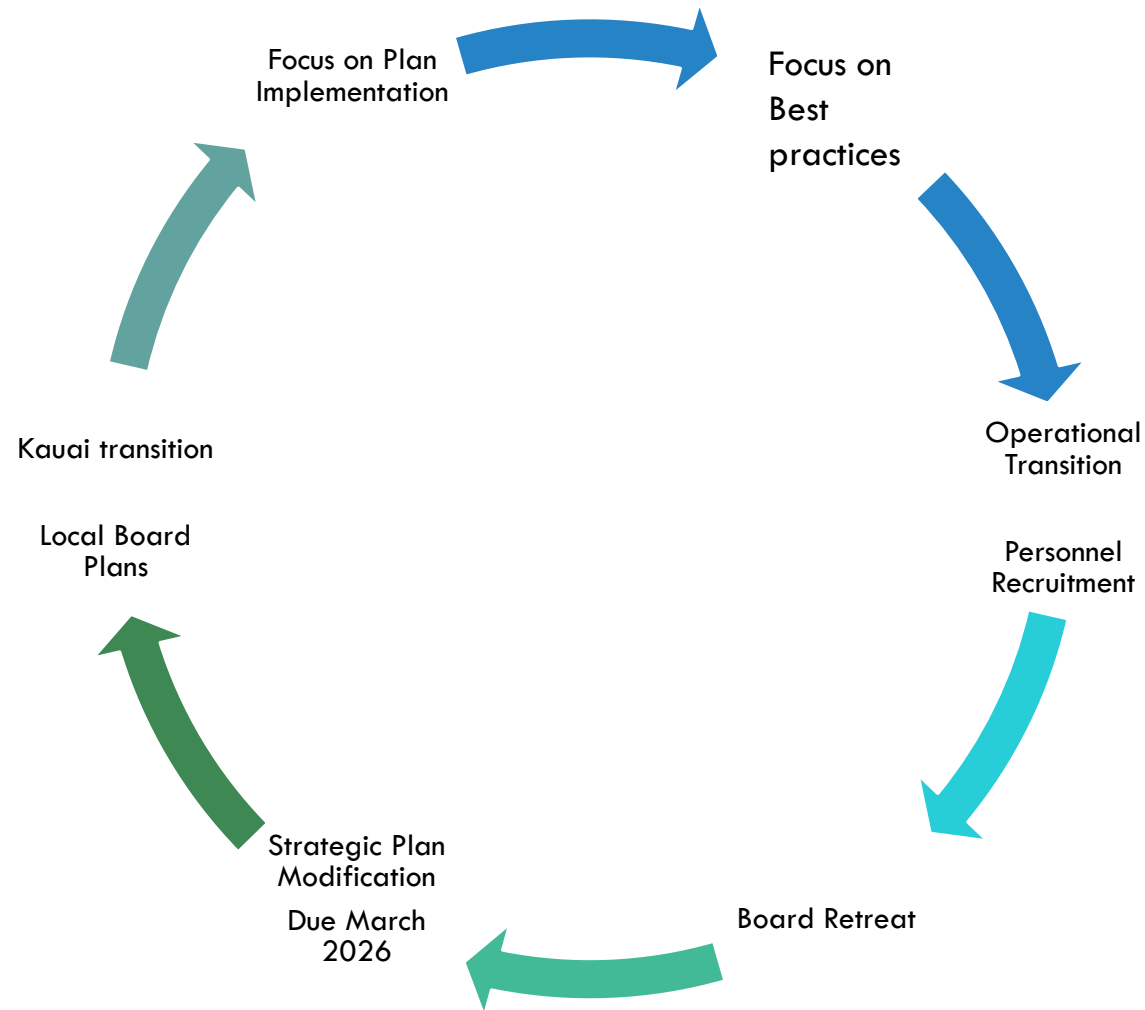 Focus on Plan
Implementation
Focus on
Best
practices
Operational
Transition
Personnel
Recruitment
Board Retreat
Strategic Plan
Modification
Due March
2026
Local Board
Plans
Kauai transition